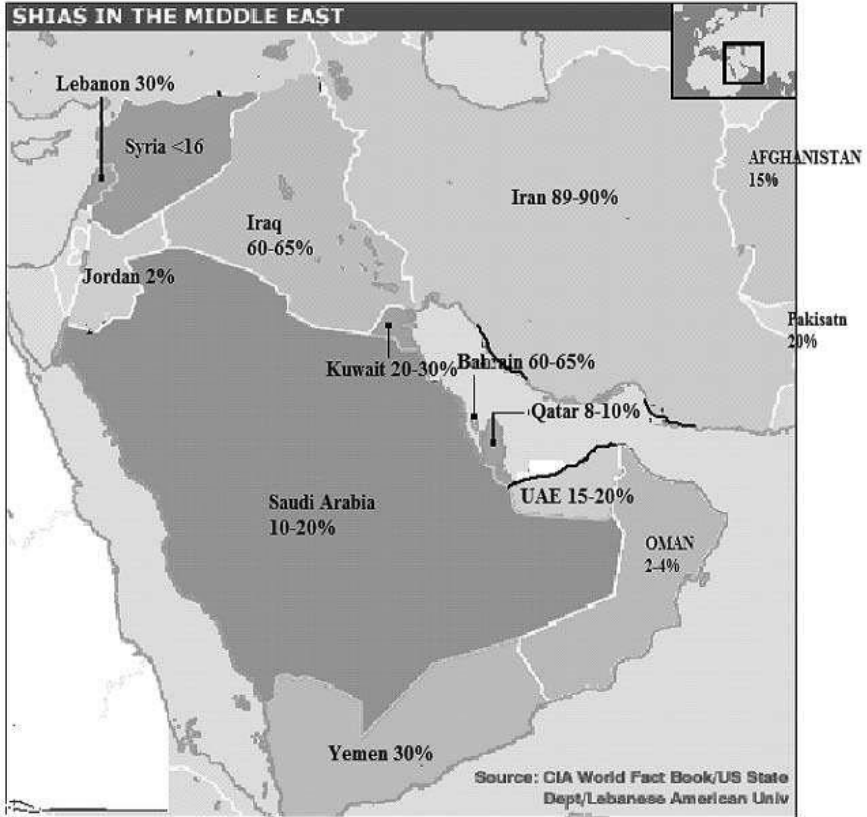 SHIAS IN THE MIDDLE EAST
Lebanon 30%
Syria <16
AFGHANISTAN
15%
Iran 89-90%
Iraq
60-65%
Jordan 2%
Pakisatn
20%
Kuwait 20-30%
Bahrain 60-65%
Qatar 8-10%
Saudi Arabia
10-20%
UAE 15-20%
OMAN
2-4%
Yemen 30%
Source: CIA World Fact Book/US State
Dept/Lebanese American Univ